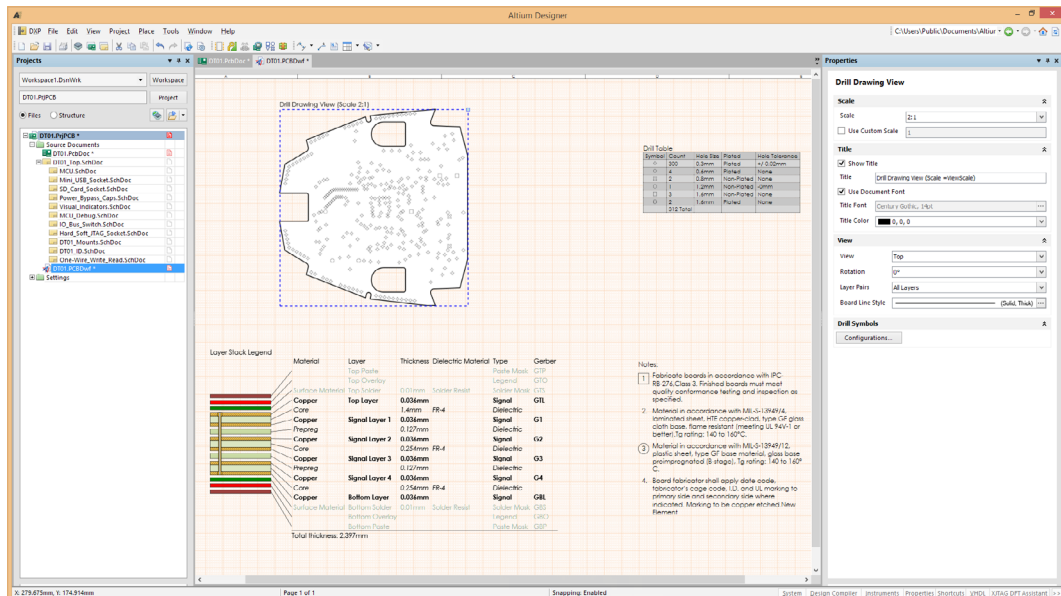 Altium Designer
DXP File Edit View Project Place Tools Window Help
C:\Users\Public\Documents\Altiur
Projects
Workspace1.DsnWrk Workspace
DT01.PrjPCB Project
Files Structure
DT01.PrjPCB *
Source Documents
DT01.PcbDoc *
DT01_Top.SchDoc
MCU.SchDoc
Mini_USB_Socket.SchDoc
SD_Card_Socket.SchDoc
Power_Bypass_Caps.SchDoc
Visual_Indicators.SchDoc
MCU_Debug.SchDoc
IO_Bus_Switch.SchDoc
Hard_Soft_JTAG_Socket.SchDoc
DT01_Mounts.SchDoc
DT01_ID.SchDoc
One-Wire_Write_Read.SchDoc
DT01.PCBDwf *
Settings
DT01.PcbDoc * DT01.PCBDwf *
Drill Drawing View (Scale 2:1)
Drill Table
Symbol Count Hole Size Plated Hole Tolerance
300 0.3mm Plated +/-0.02mm
4 0.6mm Plated None
2 0.8mm Non-Plated None
1 1.2mm Non-Plated -0mm
3 1.6mm Non-Plated None
2 1.6mm Plated None
312 Total
Layer Stack Legend
Material Layer Thickness Dielectric Material Type Gerber
Top Paste Paste Mask GTP
Top Overlay Legend GTO
Surface Material Top Solder 0.01mm Solder Resist Solder Mask GTS
Copper Top Layer 0.036mm Signal GTL
Core 1.4mm FR-4 Dielectric
Copper Signal Layer 1 0.036mm Signal G1
Prepreg 0.127mm Dielectric
Copper Signal Layer 2 0.036mm Signal G2
Core 0.254mm FR-4 Dielectric
Copper Signal Layer 3 0.036mm Signal G3
Prepreg 0.127mm Dielectric
Copper Signal Layer 4 0.036mm Signal G4
Core 0.254mm FR-4 Dielectric
Copper Bottom Layer 0.036mm Signal GBL
Surface Material Bottom Solder 0.01mm Solder Resist Solder Mask GBS
Bottom Overlay Legend GBO
Bottom Paste Paste Mask GBP
Total thickness: 2.397mm
Notes:
1 Fabricate boards in accordance with IPC
RB 276.Class 3. Finished boards must meet
quality conformance testing and inspection as
specified.
2. Material in accordance with MIL-S-13949/4,
laminated sheet, HTE copper-clad, type GF glass
cloth base, flame resistant (meeting UL 94V-1 or
better).Tg rating: 140 to 160°C.
3 Material in accordance with MIL-S-13949/12,
plastic sheet, type GF base material, glass base
preimpregnated (B stage), Tg rating: 140 to 160°
C.
4. Board fabricator shall apply date code,
fabricator's cage code, I.D. and UL marking to
primary side and secondary side where
indicated. Marking to be copper etched New
Element
Properties
Drill Drawing View
Scale
Scale 2:1
Use Custom Scale 1
Title
Show Title
Title Drill Drawing View (Scale =ViewScale)
Use Document Font
Title Font Century Gothic, 14pt
Title Color 0, 0, 0
View
View Top
Rotation 0°
Layer Pairs All Layers
Board Line Style (Solid, Thick)
Drill Symbols
Configurations...
X: 279.675mm, Y: 174.914mm Page 1 of 1 Snapping: Enabled
System Design Compiler Instruments Properties Shortcuts VHDL XJTAG DFT Assistant